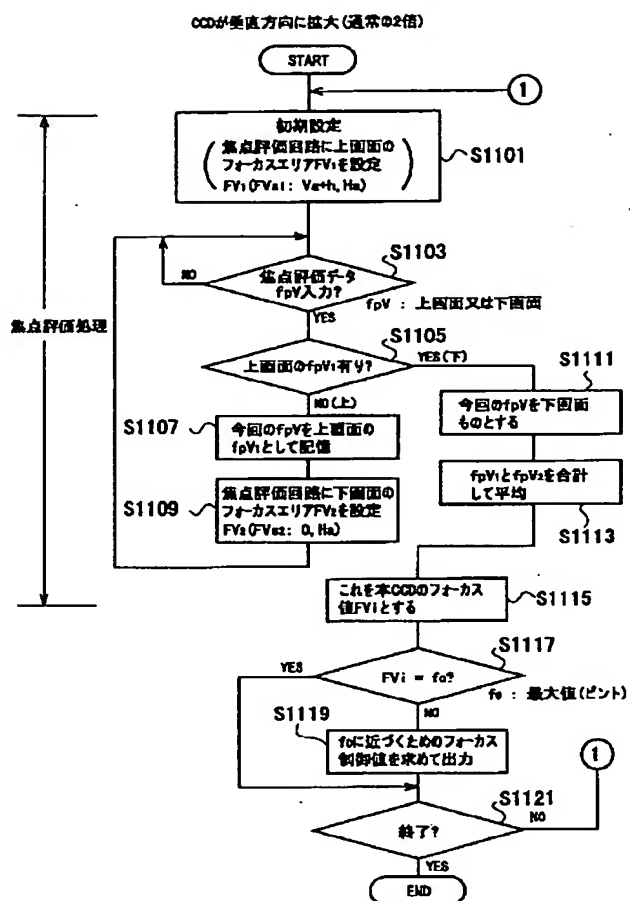 CCDが垂直方向に拡大(通常の2倍)
START
1
初期設定
焦点評価回路に上画面の
フォーカスエリアFV₁を設定
FV₁(FVs1: Va+h, Ha)
S1101
S1103
NO
焦点評価データ
fpV入力?
fpV : 上画面又は下画面
YES
焦点評価処理
S1105
上画面のfpV₁有り?
YES(下)
S1111
NO(上)
今回のfpVを下画面
ものとする
S1107
今回のfpVを上画面の
fpV₁として記憶
fpV₁とfpV₂を合計
して平均
S1113
S1109
焦点評価回路に下画面の
フォーカスエリアFV₂を設定
FV₂(FVs2: 0, Ha)
これを本CCDのフォーカス
値FViとする
S1115
S1117
YES
FVi = fo?
fo : 最大値(ピント)
NO
S1119
foに近づくためのフォーカス
制御値を求めて出力
1
S1121
終了?
NO
YES
END